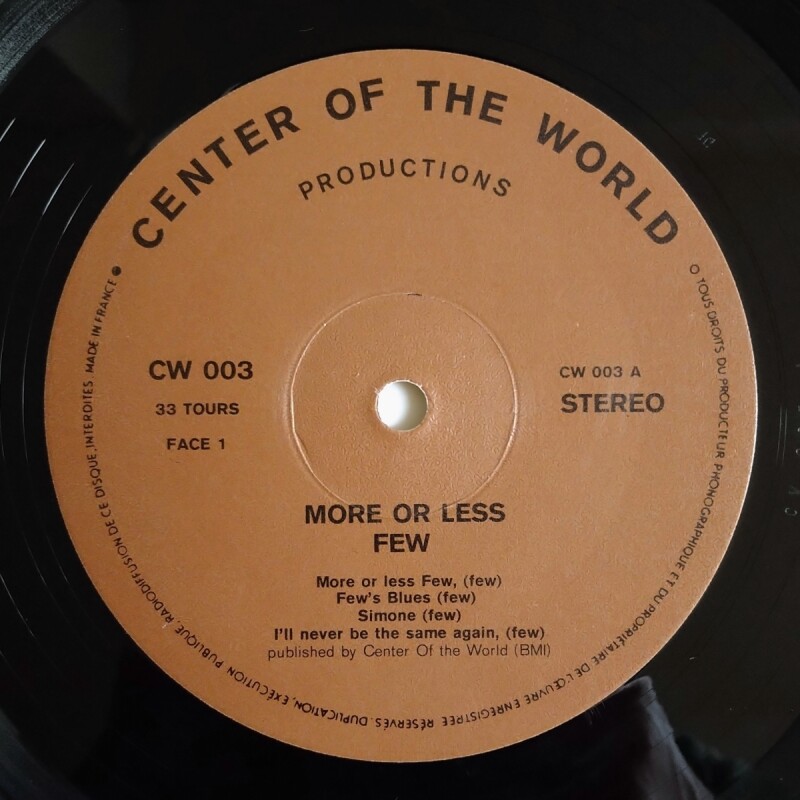 CENTER OF THE WORLD
PRODUCTIONS
CW 003
33 TOURS
FACE 1
CW 003 A
STEREO
MORE OR LESS
FEW
More or less Few, (few)
Few's Blues (few)
Simone (few)
I'll never be the same again, (few)
published by Center Of the World (BMI)
O TOUS DROITS DU PRODUCTEUR PHONOGRAPHIQUE ET DU PROPRIÉTAIRE DE L'ŒUVRE ENREGISTREE RÉSERVÉS. DUPLICATION, EXÉCUTION PUBLIQUE, RADIODIFFUSION DE CE DISQUE, INTERDITES MADE IN FRANCE ●